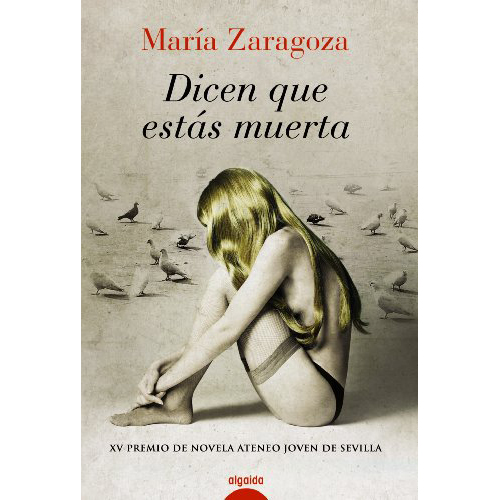 María Zaragoza
Dicen que
estás muerta
XV PREMIO DE NOVELA ATENEO JOVEN DE SEVILLA
algaida